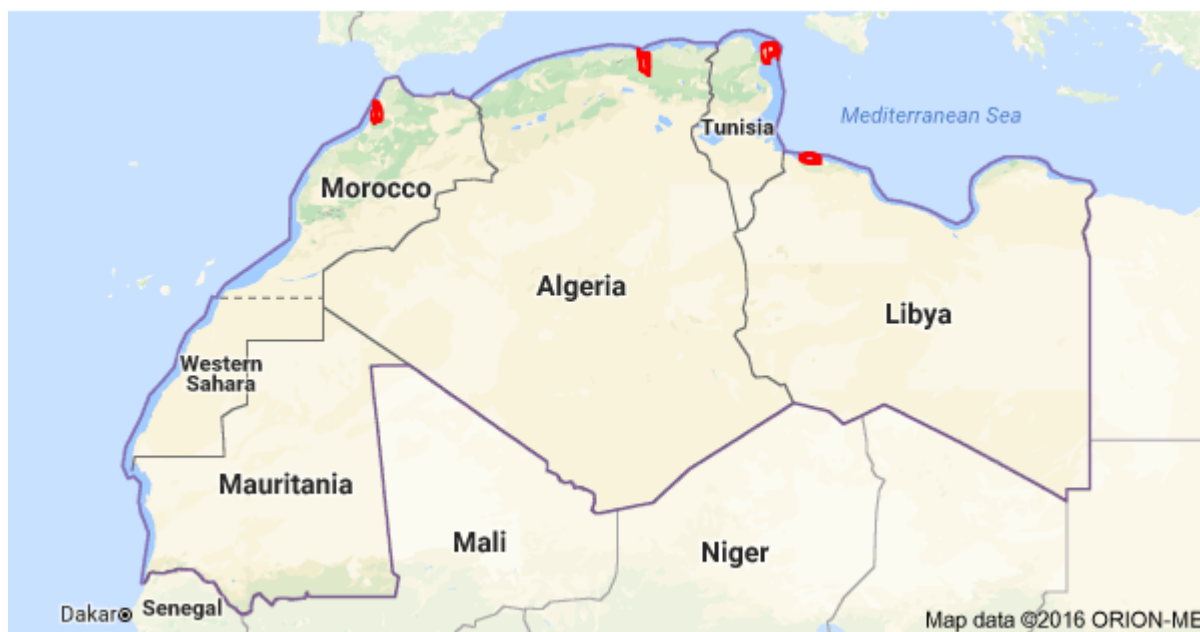 Mediterranean Sea
Tunisia
Morocco
Algeria
Libya
Western
Sahara
Mauritania
Mali
Niger
Dakar
Senegal
Map data ©2016 ORION-ME